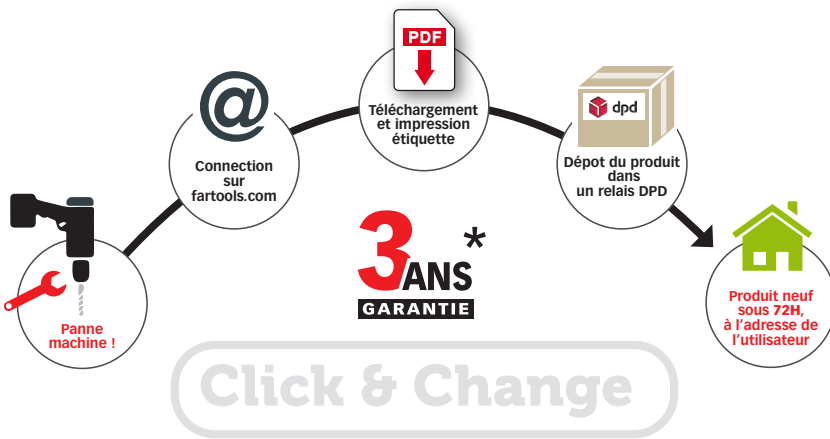 Panne
machine !
@
Connection
sur
fartools.com
PDF
Téléchargement
et impression
étiquette
dpd
Dépot du produit
dans
un relais DPD
Produit neuf
sous 72H,
à l'adresse de
l'utilisateur
3 ANS*
GARANTIE
Click & Change